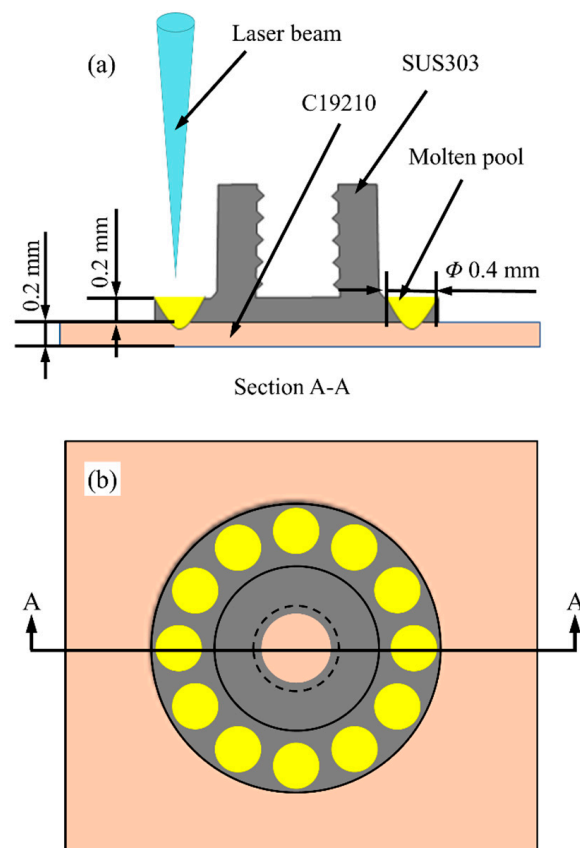 Laser beam
(a)
SUS303
C19210
Molten pool
0.2 mm
0.2 mm
Φ 0.4 mm
Section A-A
(b)
A
A